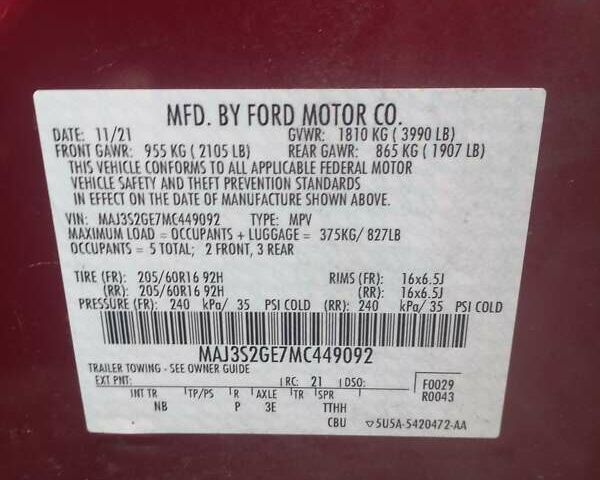 MFD. BY FORD MOTOR CO.
DATE: 11/21 GVWR: 1810 KG ( 3990 LB)
FRONT GAWR: 955 KG ( 2105 LB) REAR GAWR: 865 KG ( 1907 LB)
THIS VEHICLE CONFORMS TO ALL APPLICABLE FEDERAL MOTOR
VEHICLE SAFETY AND THEFT PREVENTION STANDARDS
IN EFFECT ON THE DATE OF MANUFACTURE SHOWN ABOVE.
VIN: MAJ3S2GE7MC449092 TYPE: MPV
MAXIMUM LOAD = OCCUPANTS + LUGGAGE = 375KG/ 827LB
OCCUPANTS = 5 TOTAL; 2 FRONT, 3 REAR
TIRE (FR): 205/60R16 92H RIMS (FR): 16x6.5J
(RR): 205/60R16 92H (RR): 16x6.5J
PRESSURE (FR): 240 kPa/ 35 PSI COLD (RR): 240 kPa/ 35 PSI COLD
MAJ3S2GE7MC449092
TRAILER TOWING - SEE OWNER GUIDE
EXT PNT: RC: 21 DSO: F0029
INT TR TP/PS R AXLE TR SPR R0043
NB P 3E TTHH
CBU ▽5U5A-5420472-AA